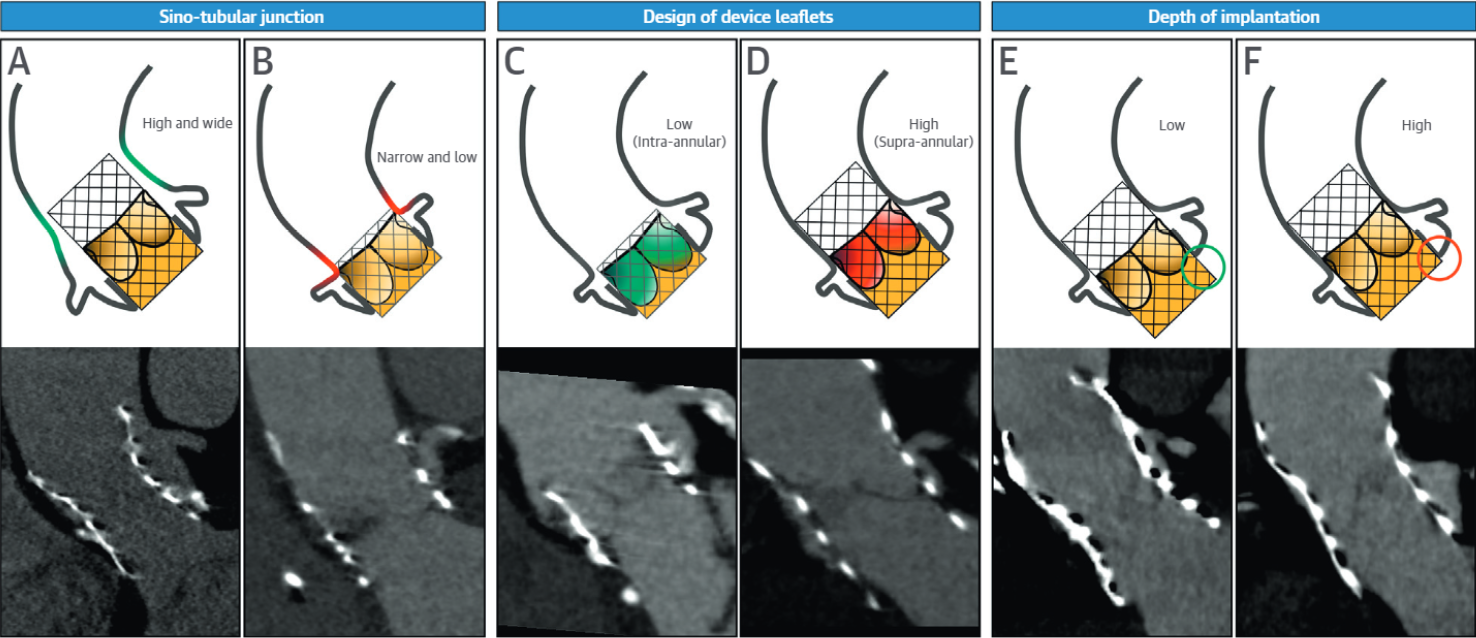 Sino-tubular junction
Design of device leaflets
Depth of implantation
A
High and wide
B
Narrow and low
C
Low
(Intra-annular)
D
High
(Supra-annular)
E
Low
F
High